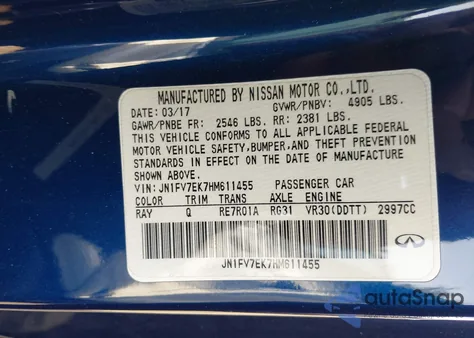 MANUFACTURED BY NISSAN MOTOR CO.,LTD.
DATE: 03/17 GVWR/PNBV: 4905 LBS.
GAWR/PNBE FR: 2546 LBS. RR: 2381 LBS.
THIS VEHICLE CONFORMS TO ALL APPLICABLE FEDERAL
MOTOR VEHICLE SAFETY,BUMPER,AND THEFT PREVENTION
STANDARDS IN EFFECT ON THE DATE OF MANUFACTURE
SHOWN ABOVE.
VIN: JN1FV7EK7HM611455 PASSENGER CAR
COLOR TRIM TRANS AXLE ENGINE
RAY Q RE7R01A RG31 VR30(DDTT) 2997CC
JN1FV7EK7HM611455
INFINITI
autoSnap